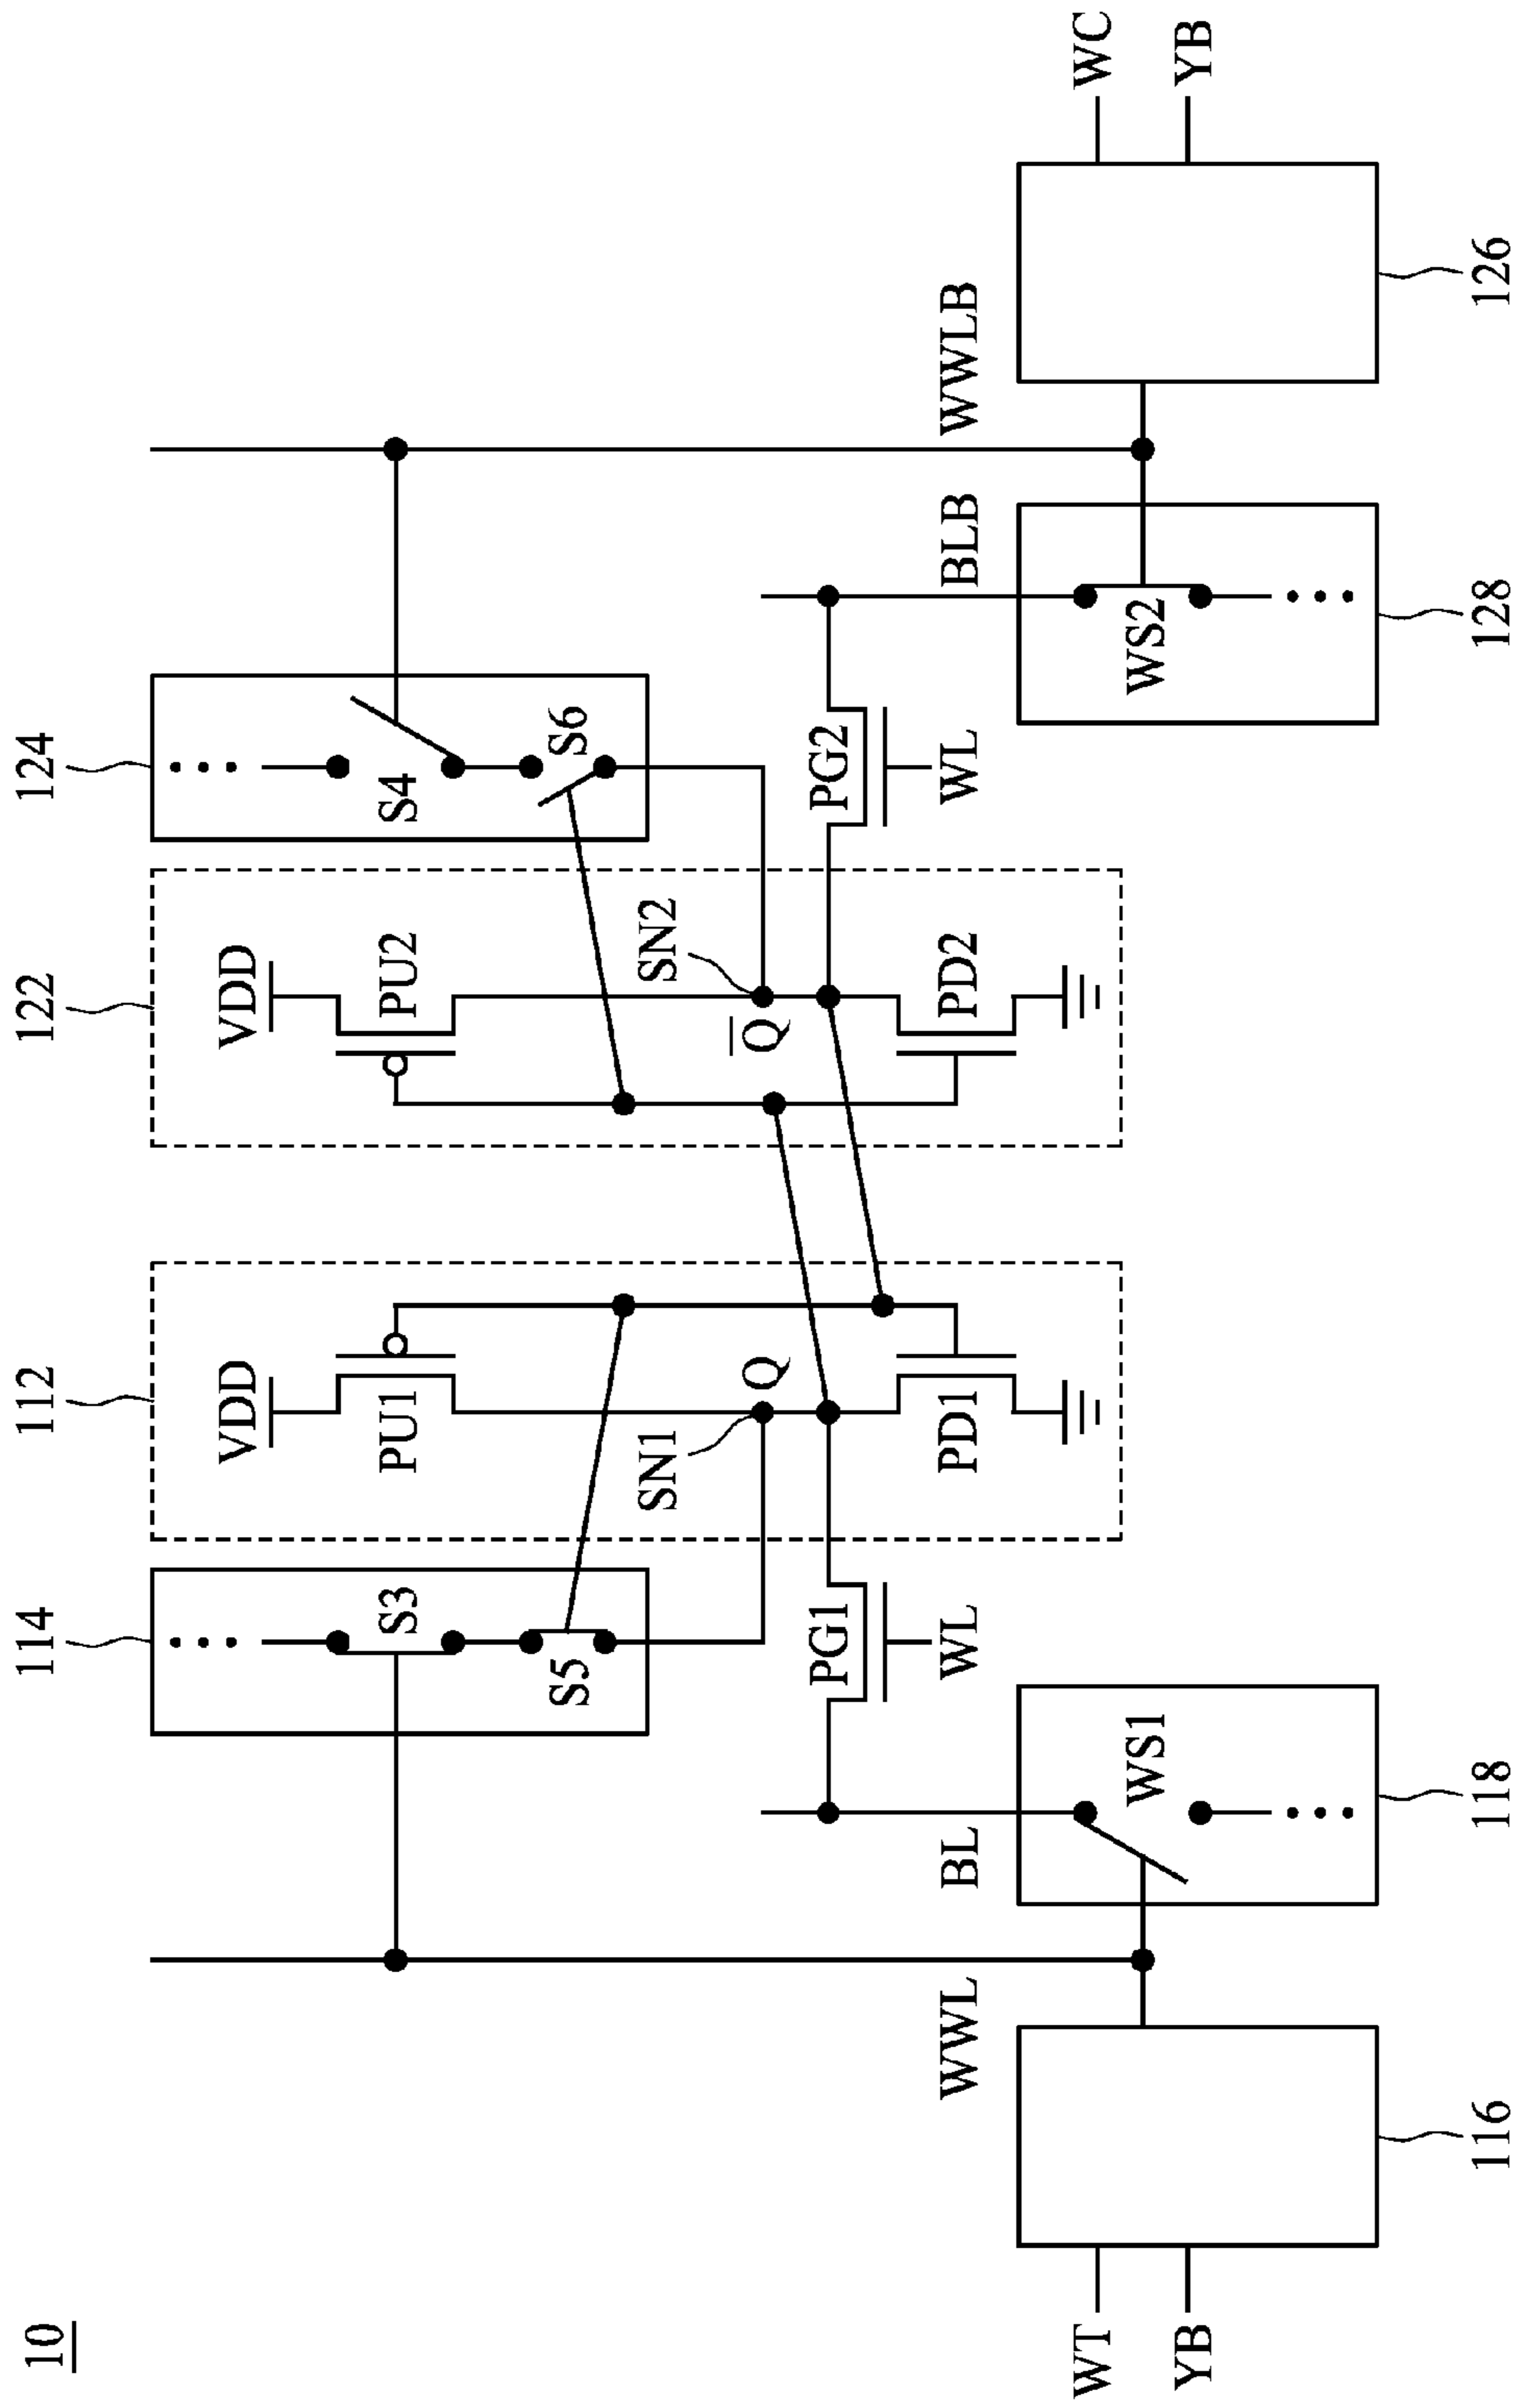 10
114
112
122
124
VDD
VDD
PU1
PU2
S3
S4
S5
S6
SN1
SN2
Q
Q̅
PG1
PG2
WL
WL
PD1
PD2
WWL
BL
BLB
WWLB
WT
YB
WS1
WS2
WC
YB
116
118
128
126